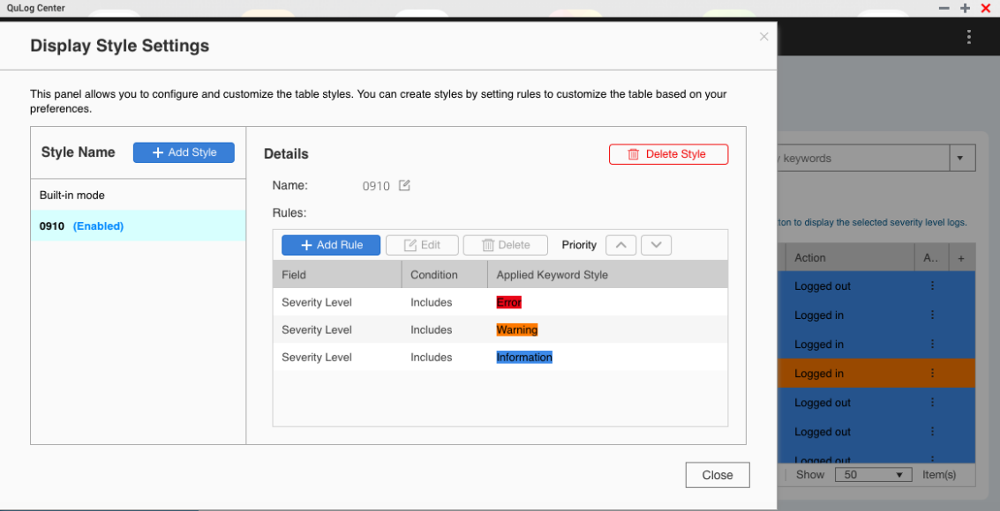 QuLog Center
Display Style Settings
This panel allows you to configure and customize the table styles. You can create styles by setting rules to customize the table based on your
preferences.
Style Name
+ Add Style
Built-in mode
0910 (Enabled)
Details
Delete Style
Name: 0910
Rules:
+ Add Rule Edit Delete Priority
Field Condition Applied Keyword Style
Severity Level Includes Error
Severity Level Includes Warning
Severity Level Includes Information
Close
keywords
to display the selected severity level logs.
Action A.. +
Logged out
Logged in
Logged in
Logged in
Logged out
Logged out
Logged out
Show 50 Item(s)